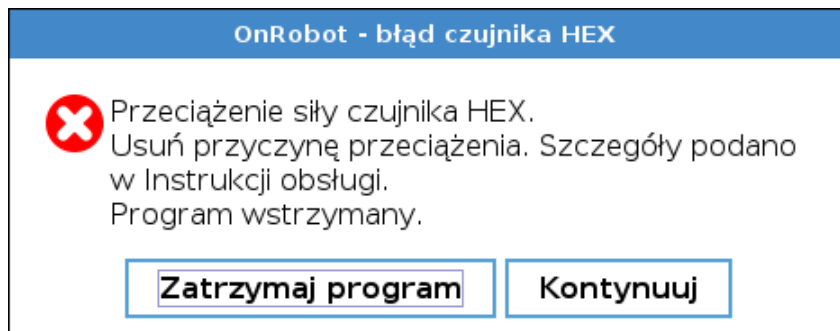 OnRobot - błąd czujnika HEX
Przeciążenie siły czujnika HEX.
Usuń przyczynę przeciążenia. Szczegóły podano
w Instrukcji obsługi.
Program wstrzymany.
Zatrzymaj program
Kontynuuj